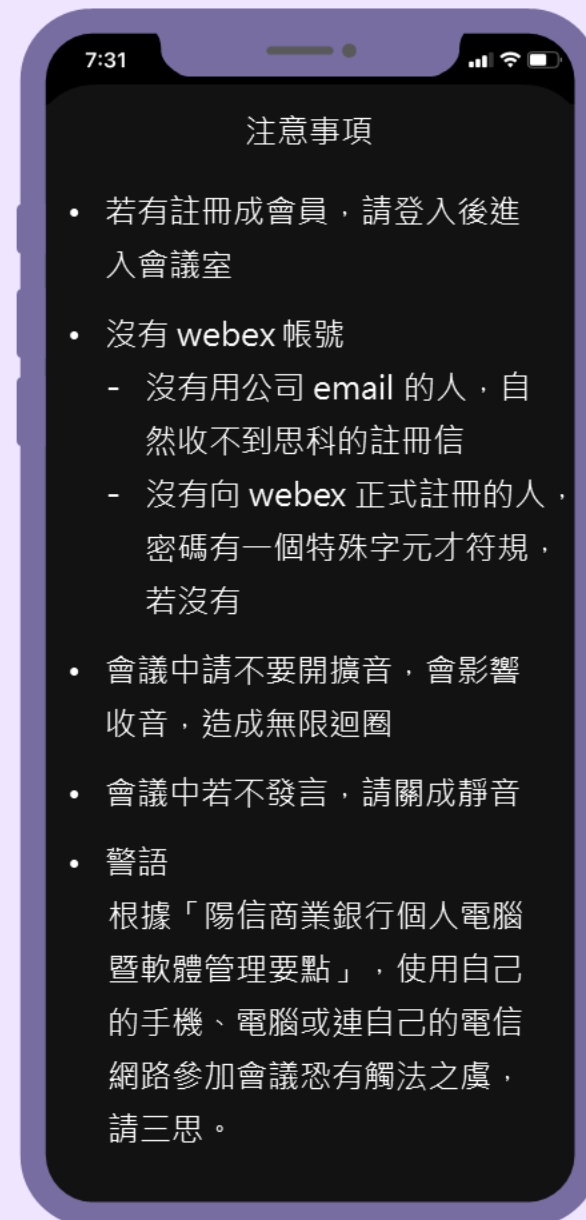 7:31
注意事項
• 若有註冊成會員，請登入後進
入會議室
• 沒有 webex 帳號
- 沒有用公司 email 的人，自
然收不到思科的註冊信
- 沒有向 webex 正式註冊的人，
密碼有一個特殊字元才符規，
若沒有
• 會議中請不要開擴音，會影響
收音，造成無限迴圈
• 會議中若不發言，請關成靜音
• 警語
根據「陽信商業銀行個人電腦
暨軟體管理要點」，使用自己
的手機、電腦或連自己的電信
網路參加會議恐有觸法之虞，
請三思。